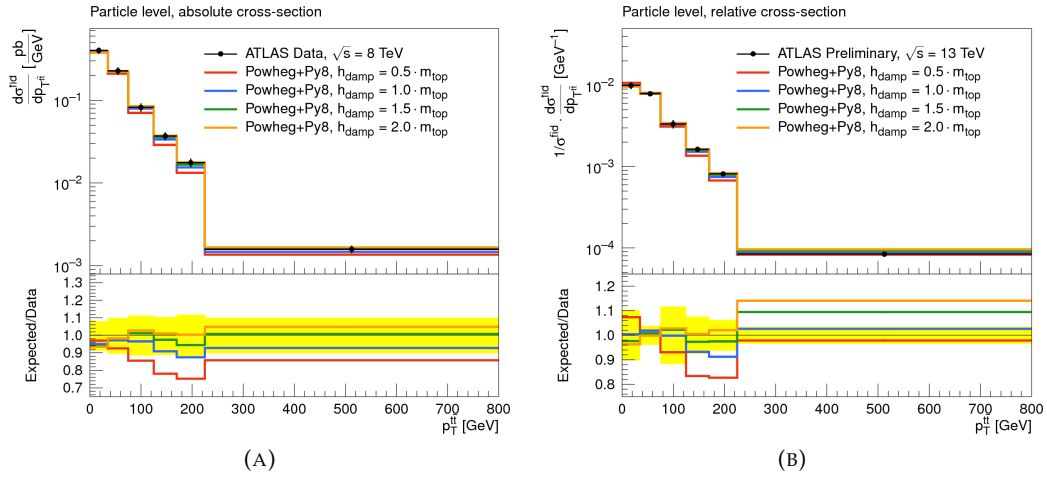 Particle level, absolute cross-section
dσ^fid / dp_T^tt̄ [pb / GeV]
ATLAS Data, √s = 8 TeV
Powheg+Py8, h_damp = 0.5 · m_top
Powheg+Py8, h_damp = 1.0 · m_top
Powheg+Py8, h_damp = 1.5 · m_top
Powheg+Py8, h_damp = 2.0 · m_top
10^−1
10^−2
10^−3
Expected/Data
1.3
1.2
1.1
1.0
0.9
0.8
0.7
0 100 200 300 400 500 600 700 800
p_T^tt̄ [GeV]
(A)
Particle level, relative cross-section
1/σ^fid · dσ^fid / dp_T^tt̄ [GeV^−1]
ATLAS Preliminary, √s = 13 TeV
Powheg+Py8, h_damp = 0.5 · m_top
Powheg+Py8, h_damp = 1.0 · m_top
Powheg+Py8, h_damp = 1.5 · m_top
Powheg+Py8, h_damp = 2.0 · m_top
10^−2
10^−3
10^−4
Expected/Data
1.2
1.1
1.0
0.9
0.8
0 100 200 300 400 500 600 700 800
p_T^tt̄ [GeV]
(B)